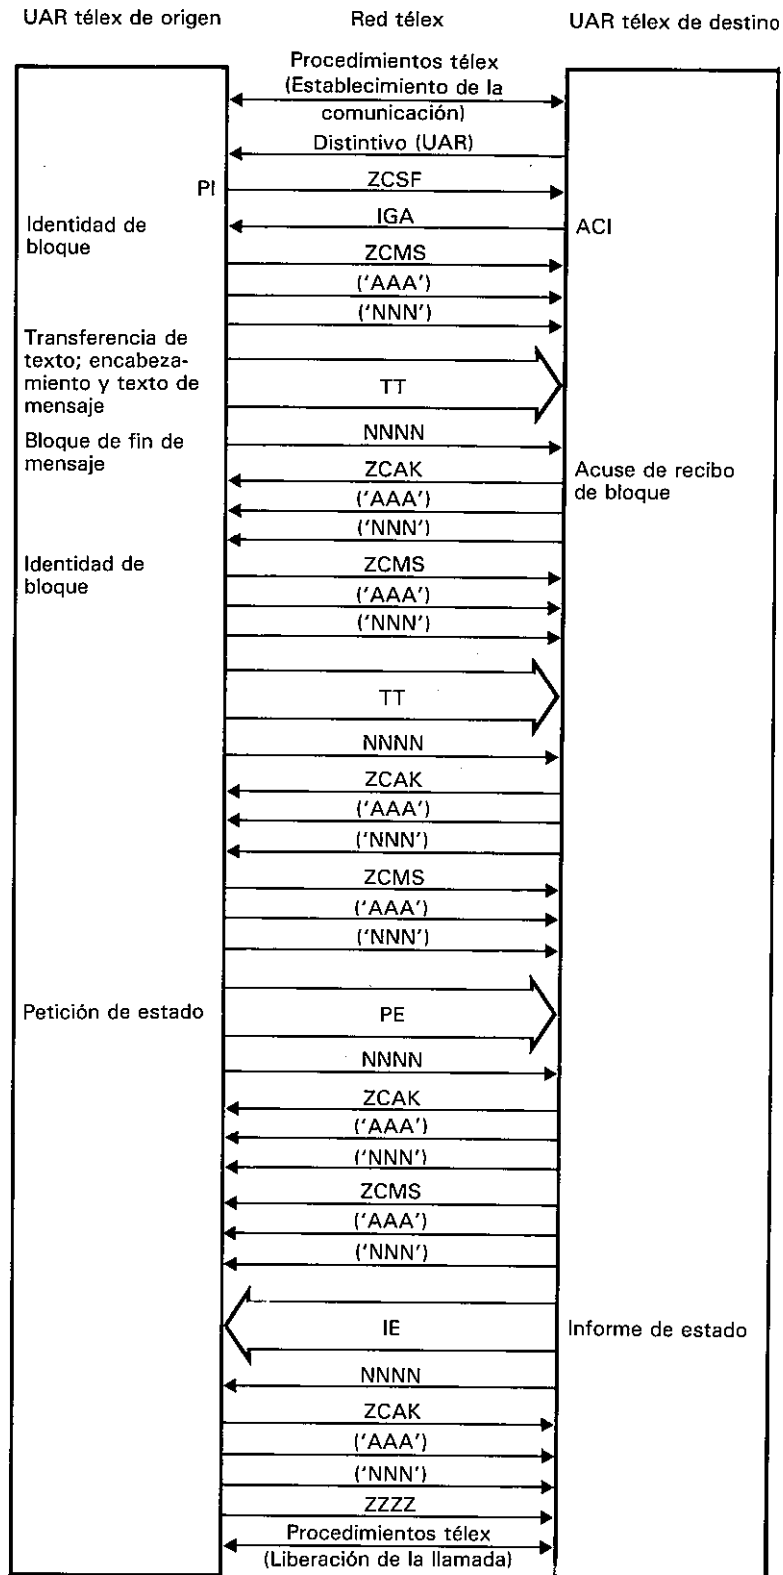 UAR télex de origen
Red télex
UAR télex de destino
Procedimientos télex
(Establecimiento de la
comunicación)
Distintivo (UAR)
PI
ZCSF
IGA
ACI
Identidad de
bloque
ZCMS
('AAA')
('NNN')
Transferencia de
texto; encabeza-
miento y texto de
mensaje
TT
Bloque de fin de
mensaje
NNNN
ZCAK
('AAA')
('NNN')
Acuse de recibo
de bloque
Identidad de
bloque
ZCMS
('AAA')
('NNN')
TT
NNNN
ZCAK
('AAA')
('NNN')
ZCMS
('AAA')
('NNN')
Petición de estado
PE
NNNN
ZCAK
('AAA')
('NNN')
ZCMS
('AAA')
('NNN')
IE
Informe de estado
NNNN
ZCAK
('AAA')
('NNN')
ZZZZ
Procedimientos télex
(Liberación de la llamada)